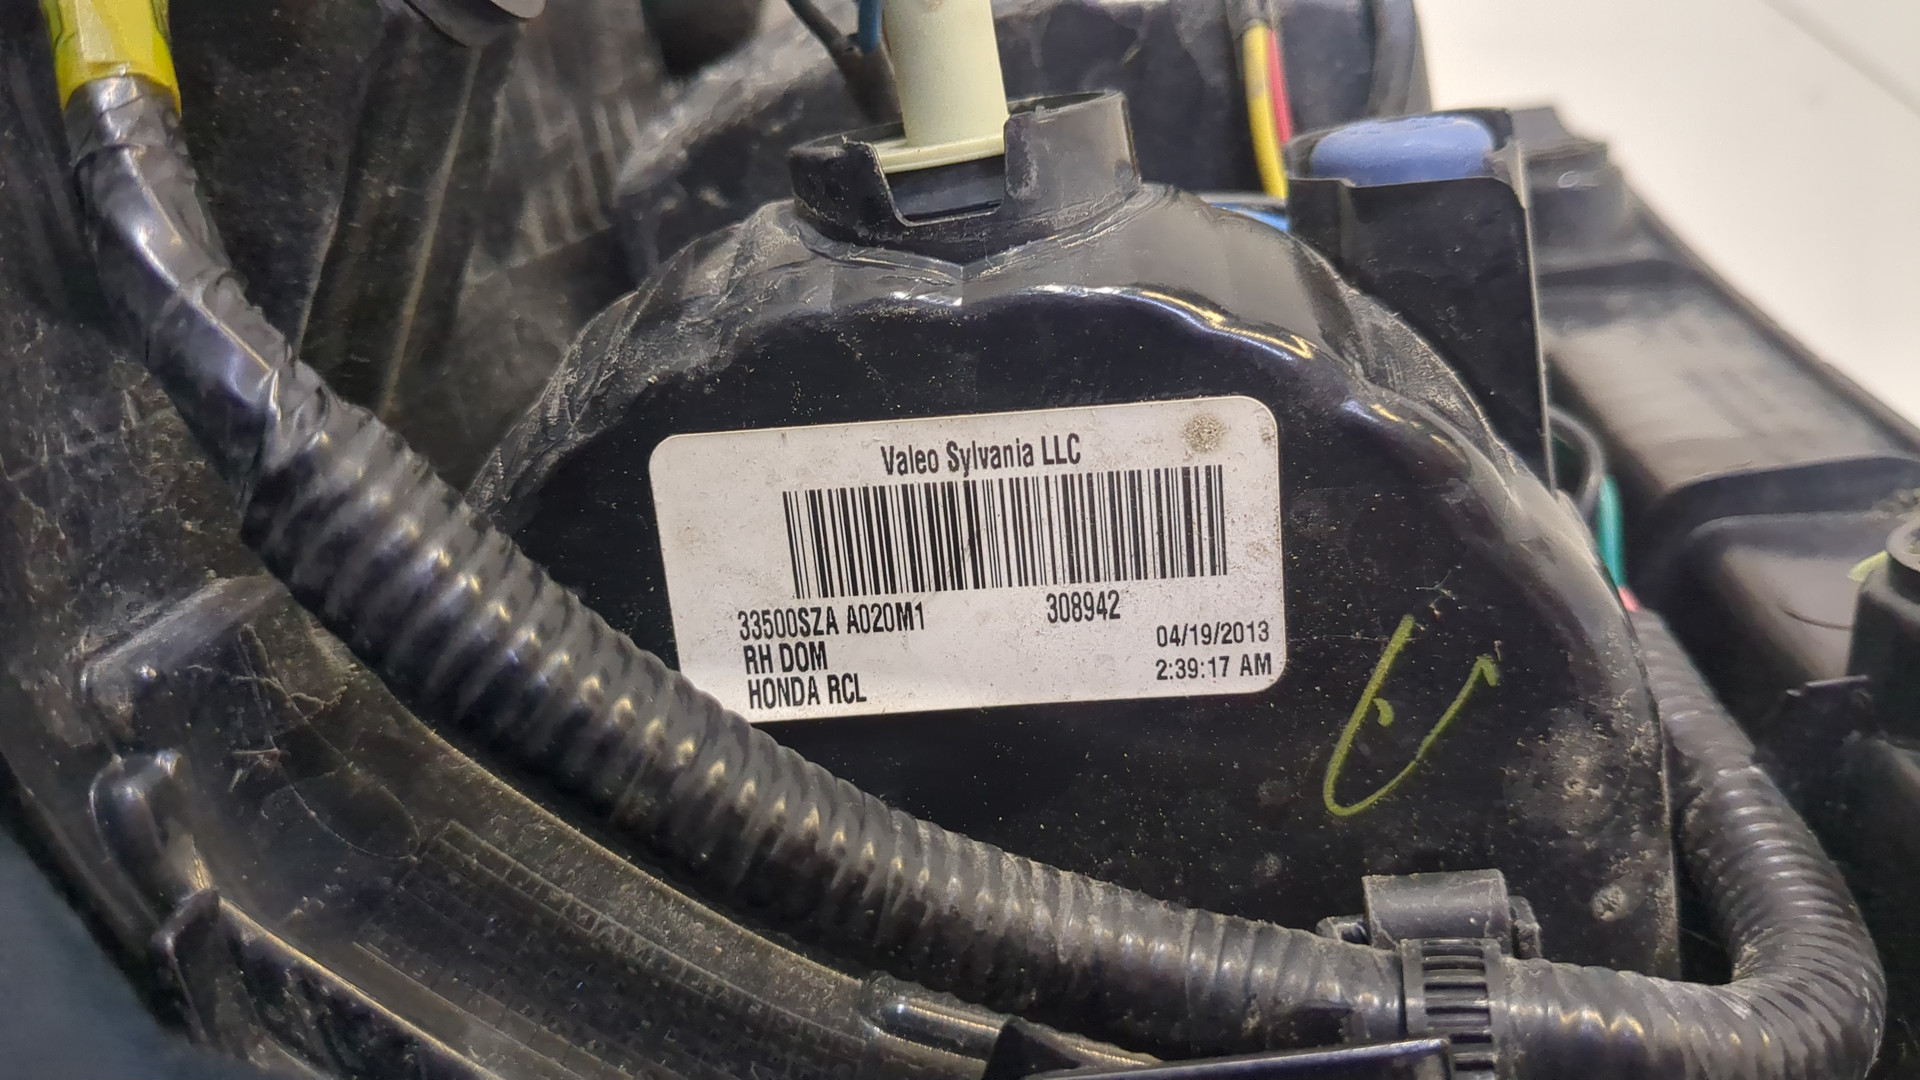 Valeo Sylvania LLC
33500SZA A020M1 308942
RH DOM 04/19/2013
HONDA RCL 2:39:17 AM